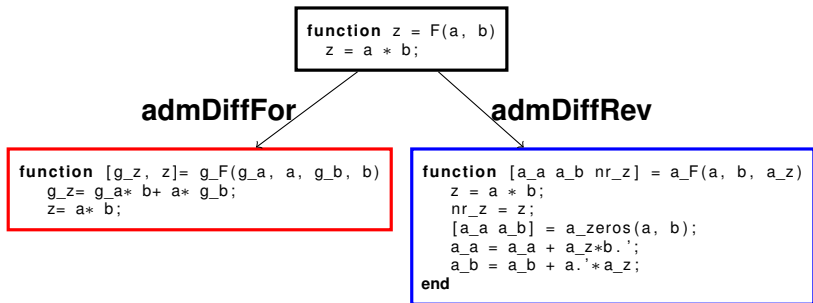 function z = F(a, b)
z = a * b;
admDiffFor
admDiffRev
function [g_z, z]= g_F(g_a, a, g_b, b)
g_z= g_a* b+ a* g_b;
z= a* b;
function [a_a a_b nr_z] = a_F(a, b, a_z)
z = a * b;
nr_z = z;
[a_a a_b] = a_zeros(a, b);
a_a = a_a + a_z*b.';
a_b = a_b + a.'*a_z;
end